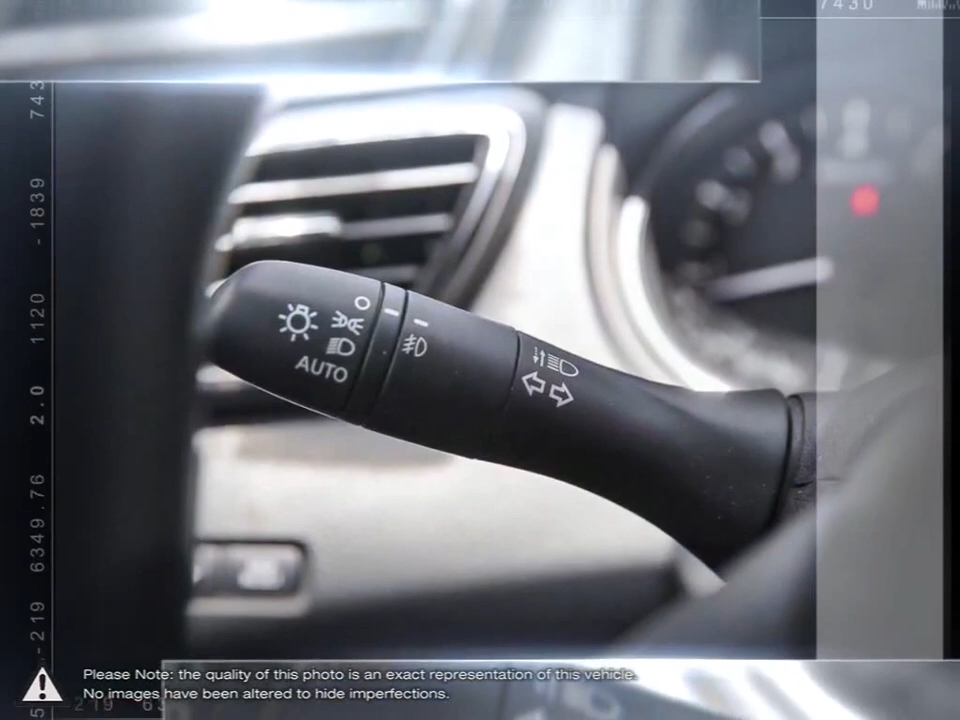 7430
743
- 1839
1120
2.0
6349.76
-219
AUTO
Please Note: the quality of this photo is an exact representation of this vehicle.
No images have been altered to hide imperfections.
219